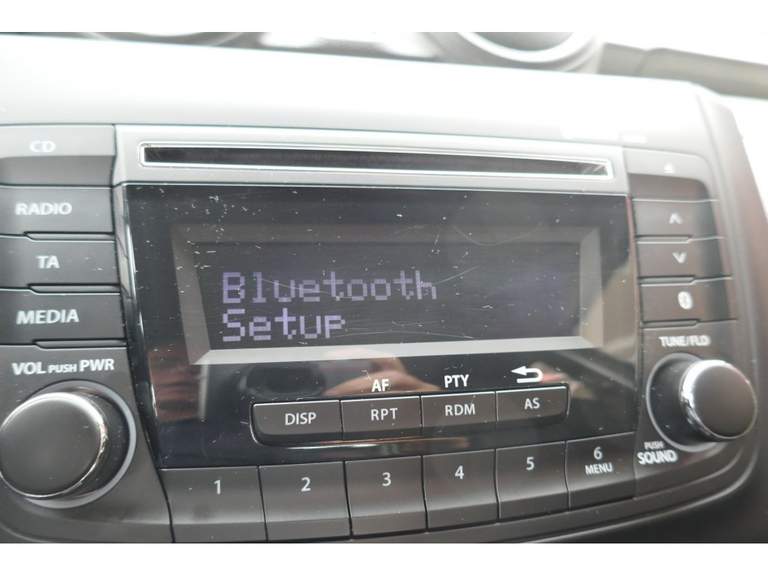 CD
RADIO
TA
MEDIA
VOL PUSH PWR
Bluetooth
Setup
AF PTY
DISP RPT RDM AS
1 2 3 4 5 6
MENU
TUNE/FLD
PUSH
SOUND